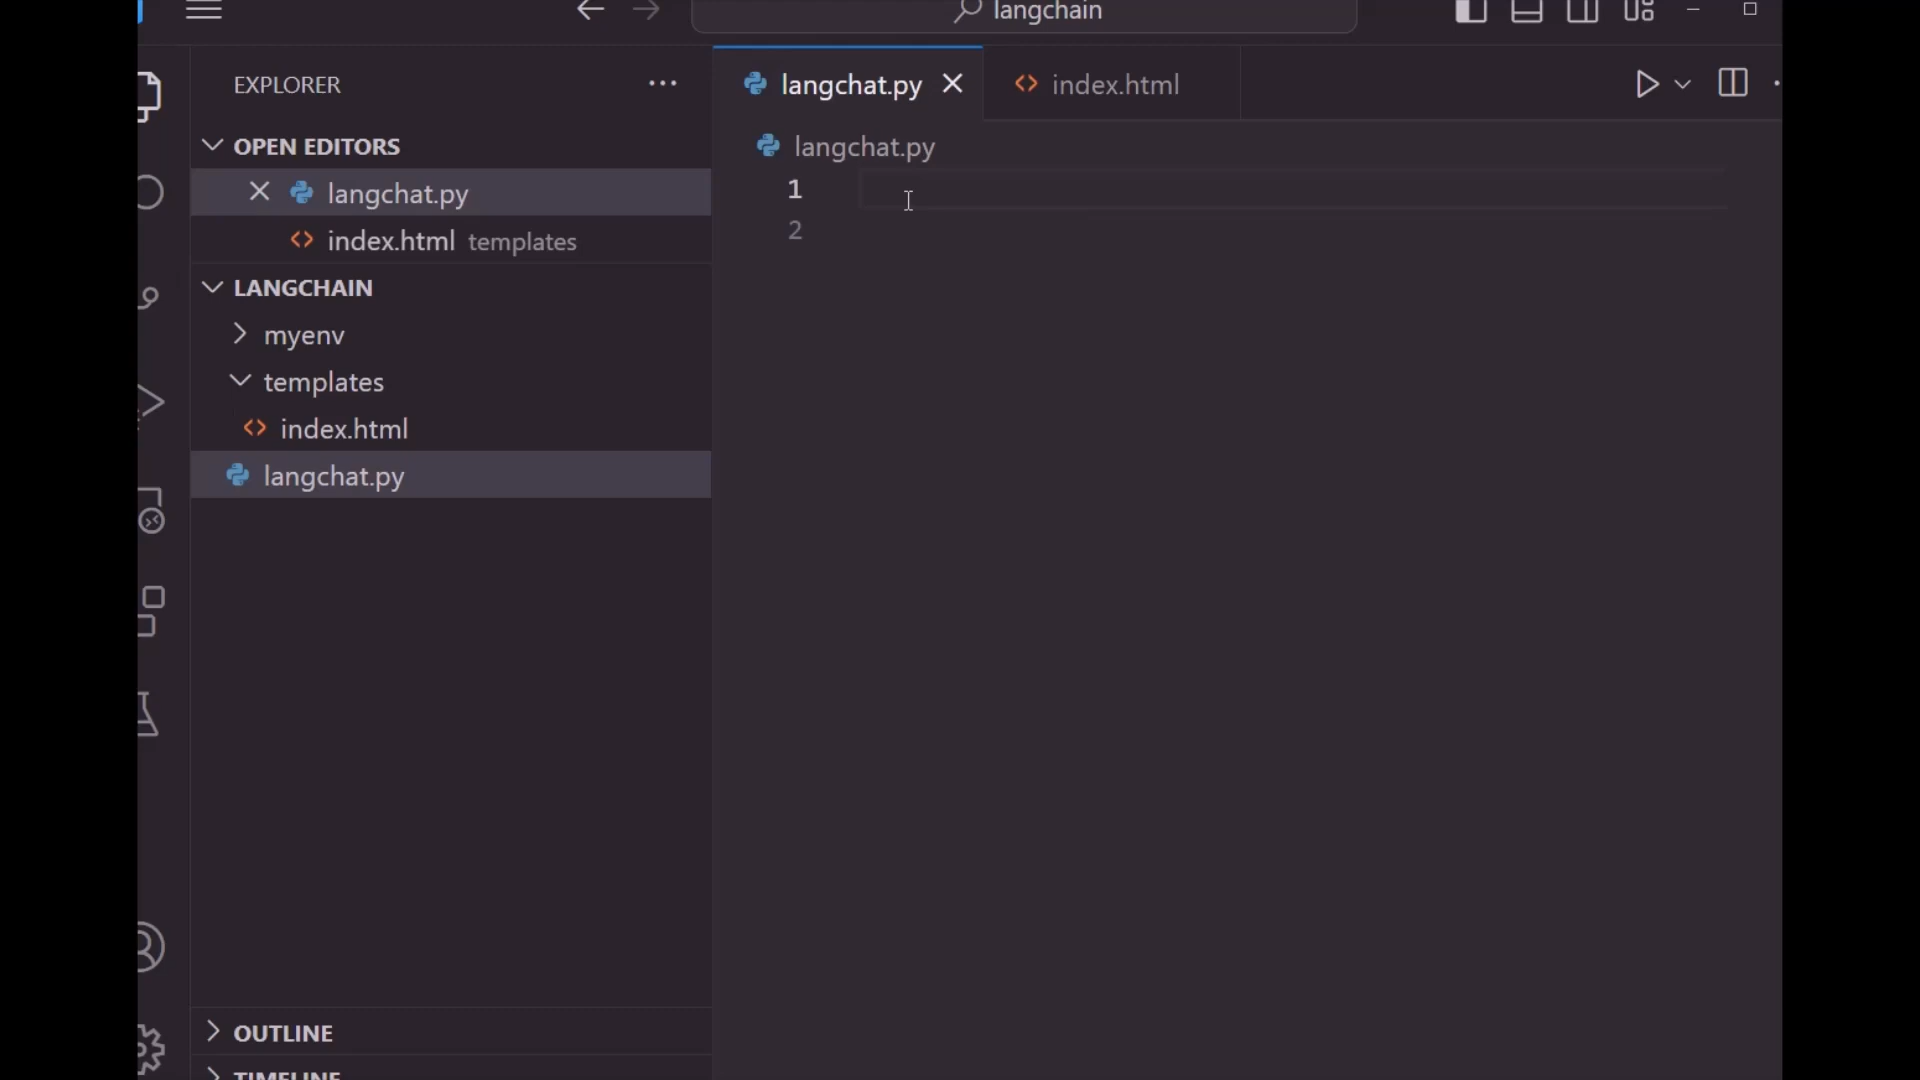 langchain
EXPLORER
langchat.py
index.html
OPEN EDITORS
langchat.py
langchat.py
1
index.html templates
2
LANGCHAIN
myenv
templates
index.html
langchat.py
OUTLINE
TIMELINE